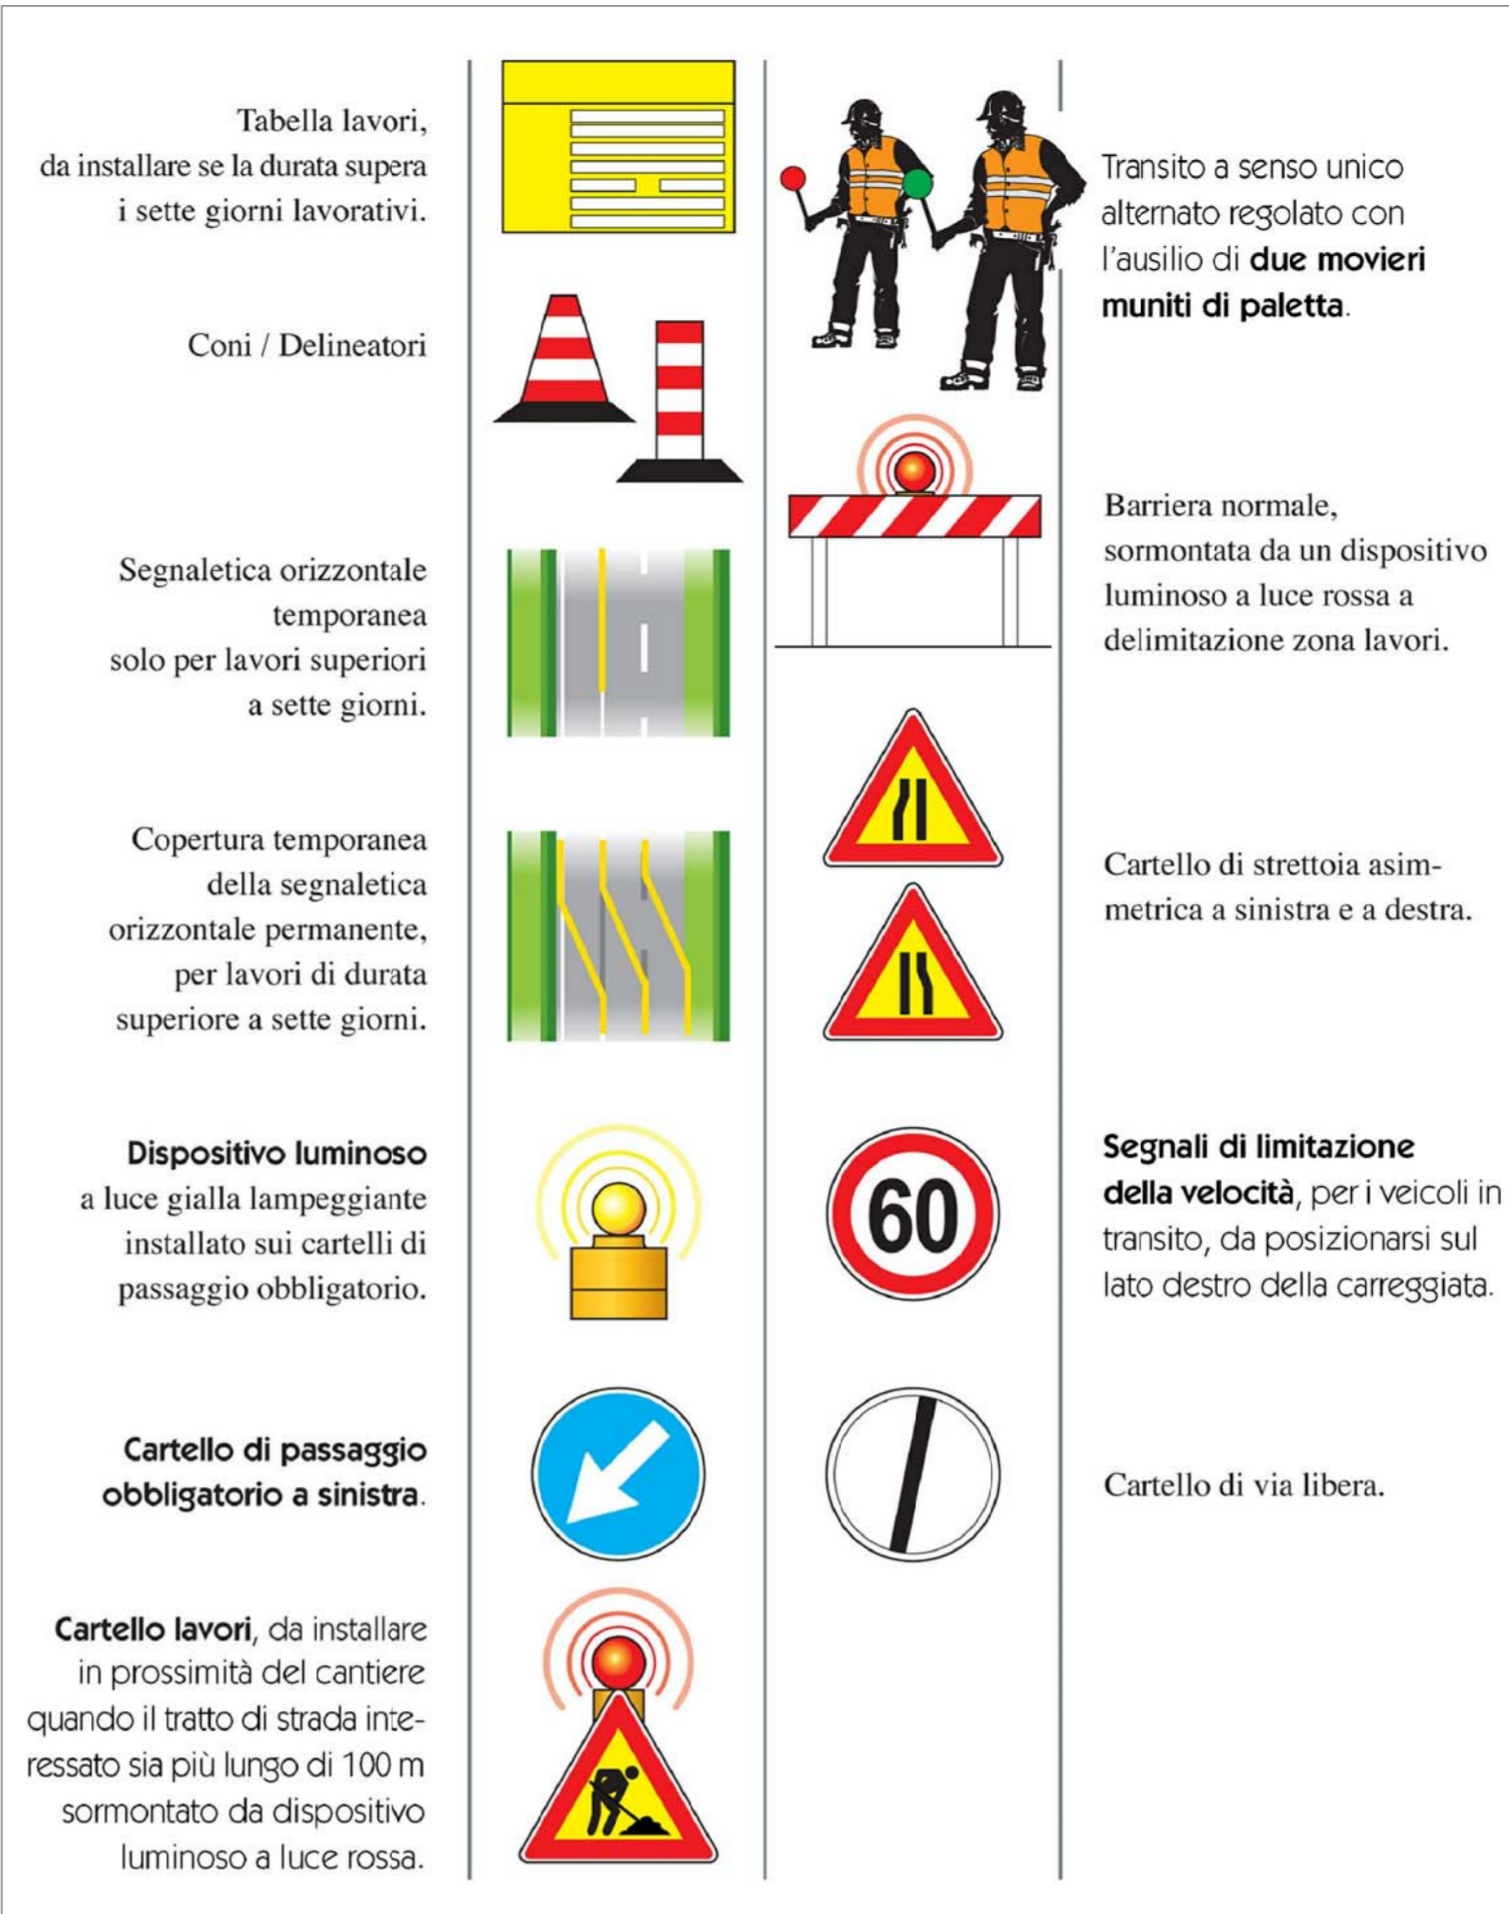 Tabella lavori,
da installare se la durata supera
i sette giorni lavorativi.
Coni / Delineatori
Segnaletica orizzontale
temporanea
solo per lavori superiori
a sette giorni.
Copertura temporanea
della segnaletica
orizzontale permanente,
per lavori di durata
superiore a sette giorni.
Dispositivo luminoso
a luce gialla lampeggiante
installato sui cartelli di
passaggio obbligatorio.
Cartello di passaggio
obbligatorio a sinistra.
Cartello lavori, da installare
in prossimità del cantiere
quando il tratto di strada inte-
ressato sia più lungo di 100 m
sormontato da dispositivo
luminoso a luce rossa.
Transito a senso unico
alternato regolato con
l'ausilio di due movieri
muniti di paletta.
Barriera normale,
sormontata da un dispositivo
luminoso a luce rossa a
delimitazione zona lavori.
Cartello di strettoia asim-
metrica a sinistra e a destra.
60
Segnali di limitazione
della velocità, per i veicoli in
transito, da posizionarsi sul
lato destro della carreggiata.
Cartello di via libera.